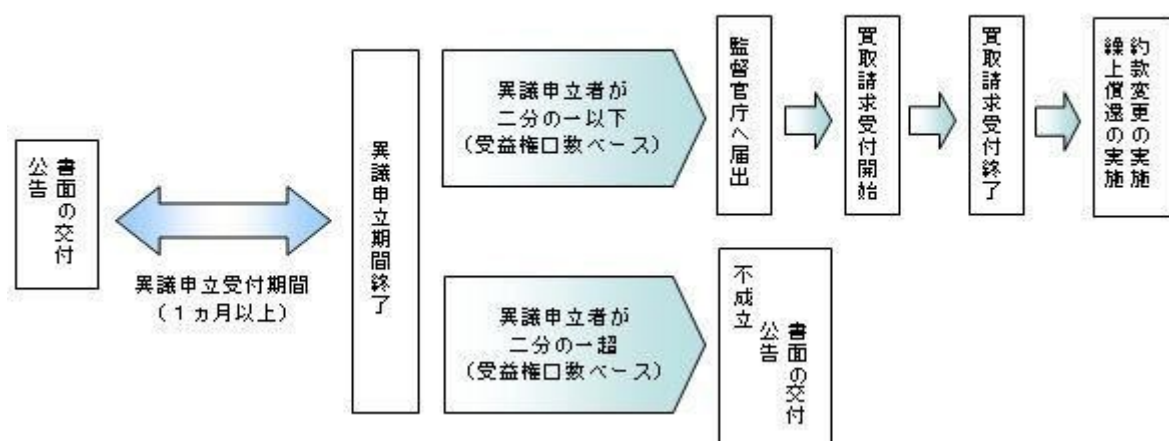 書面の交付
公告
異議申立受付期間
（１ヵ月以上）
異議申立期間終了
異議申立者が
二分の一以下
（受益権口数ベース）
監督官庁へ届出
買取請求受付開始
買取請求受付終了
約款変更の実施
繰上償還の実施
異議申立者が
二分の一超
（受益権口数ベース）
不成立
書面の交付
公告